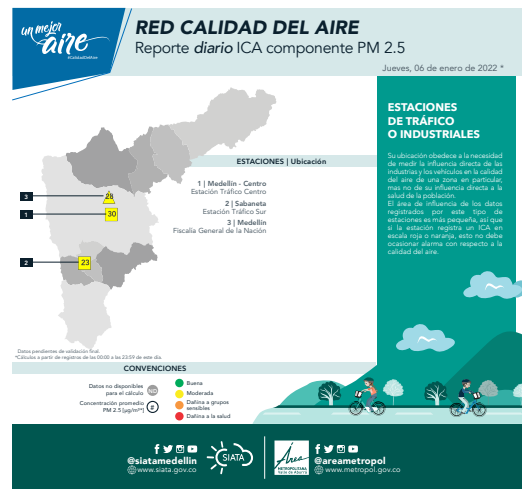 un mejor
aire
#CalidadDelAire
RED CALIDAD DEL AIRE
Reporte diario ICA componente PM 2.5
Jueves, 06 de enero de 2022 *
ESTACIONES
DE TRÁFICO
O INDUSTRIALES
Su ubicación obedece a la necesidad
de medir la influencia directa de las
industrias y los vehículos en la calidad
del aire de una zona en particular,
mas no de su influencia directa a la
salud de la población.
El área de influencia de los datos
registrados por este tipo de
estaciones es más pequeña, así que
si la estación registra un ICA en
escala roja o naranja, esto no debe
ocasionar alarma con respecto a la
calidad del aire.
ESTACIONES | Ubicación
1 | Medellín - Centro
Estación Tráfico Centro
2 | Sabaneta
Estación Tráfico Sur
3 | Medellín
Fiscalía General de la Nación
3
28
1
30
2
23
Datos pendientes de validación final.
*Cálculos a partir de registros de las 00:00 a las 23:59 de este día.
CONVENCIONES
Datos no disponibles
para el cálculo
ND
Concentración promedio
PM 2.5 [µg/m³*]
#
Buena
Moderada
Dañina a grupos
sensibles
Dañina a la salud
@siatamedellin
www.siata.gov.co
SIATA
Área
METROPOLITANA
Valle de Aburrá
@areametropol
www.metropol.gov.co